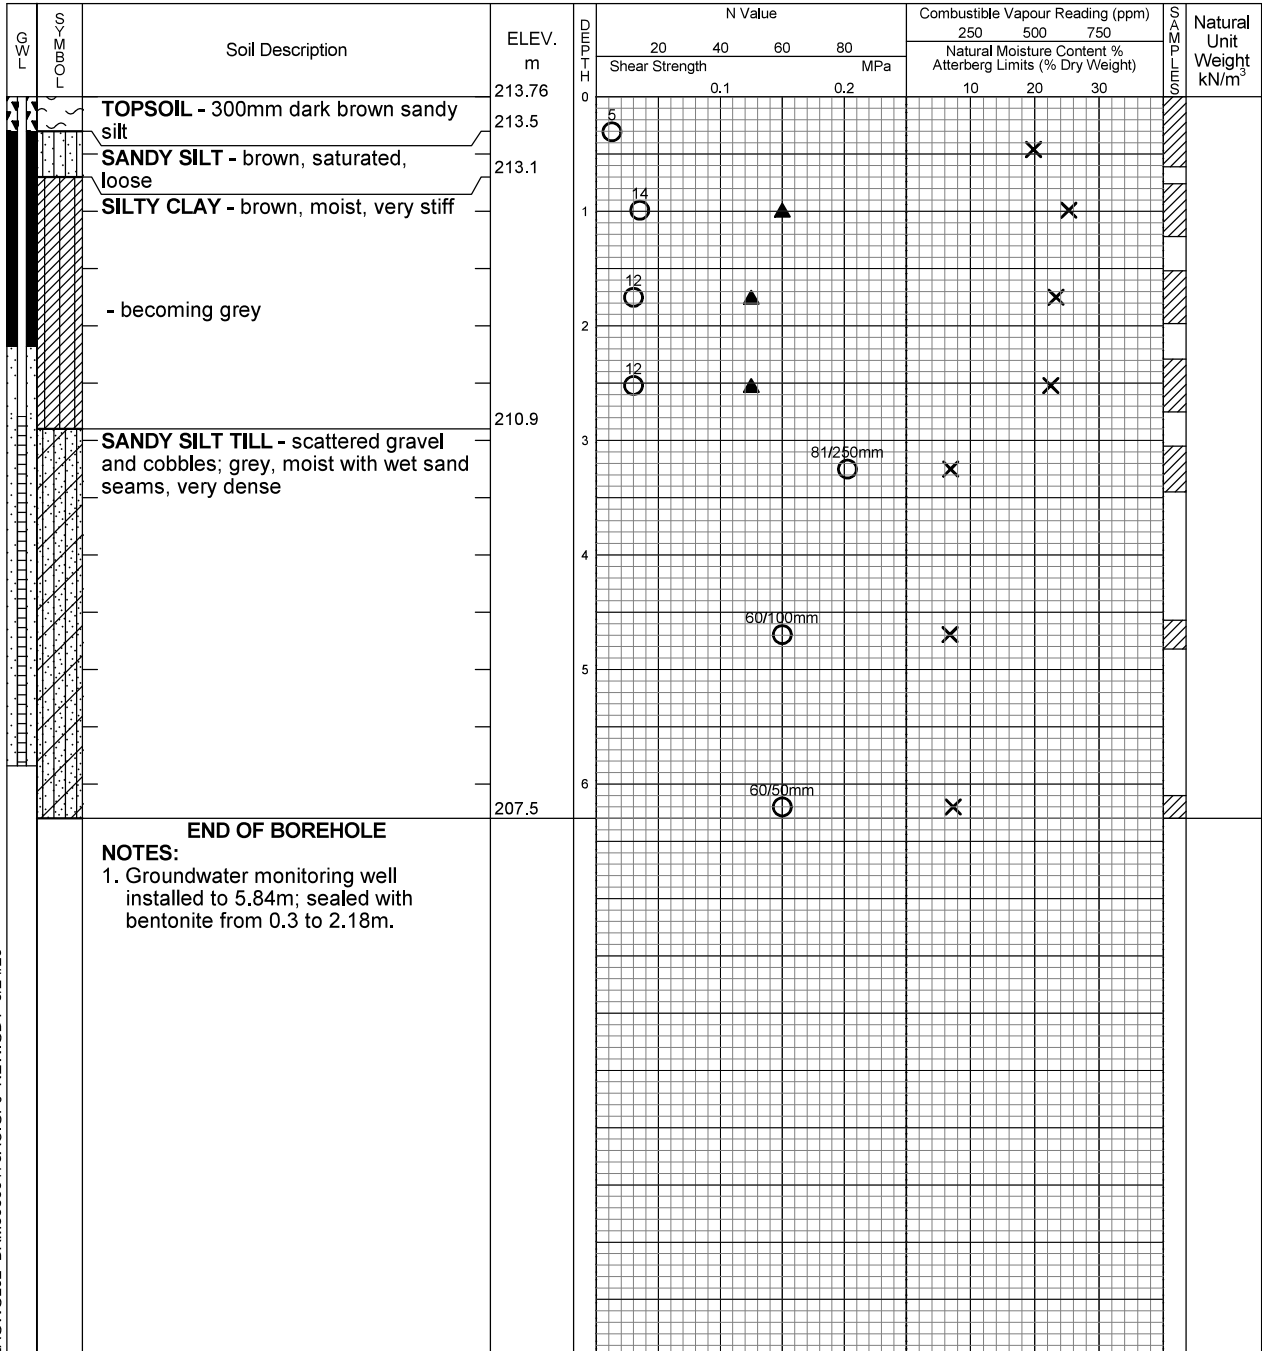 GWL
SYMBOL
Soil Description
ELEV.
m
DEPTH
N Value
20 40 60 80
Shear Strength MPa
0.1 0.2
Combustible Vapour Reading (ppm)
250 500 750
Natural Moisture Content %
Atterberg Limits (% Dry Weight)
10 20 30
SAMPLES
Natural
Unit
Weight
kN/m³
213.76 0
TOPSOIL - 300mm dark brown sandy
silt
213.5
5
SANDY SILT - brown, saturated,
loose
213.1
SILTY CLAY - brown, moist, very stiff
14
1
- becoming grey
12
2
12
210.9
SANDY SILT TILL - scattered gravel
and cobbles; grey, moist with wet sand
seams, very dense
3
81/250mm
4
60/100mm
5
6
60/50mm
207.5
END OF BOREHOLE
NOTES:
1. Groundwater monitoring well
installed to 5.84m; sealed with
bentonite from 0.3 to 2.18m.